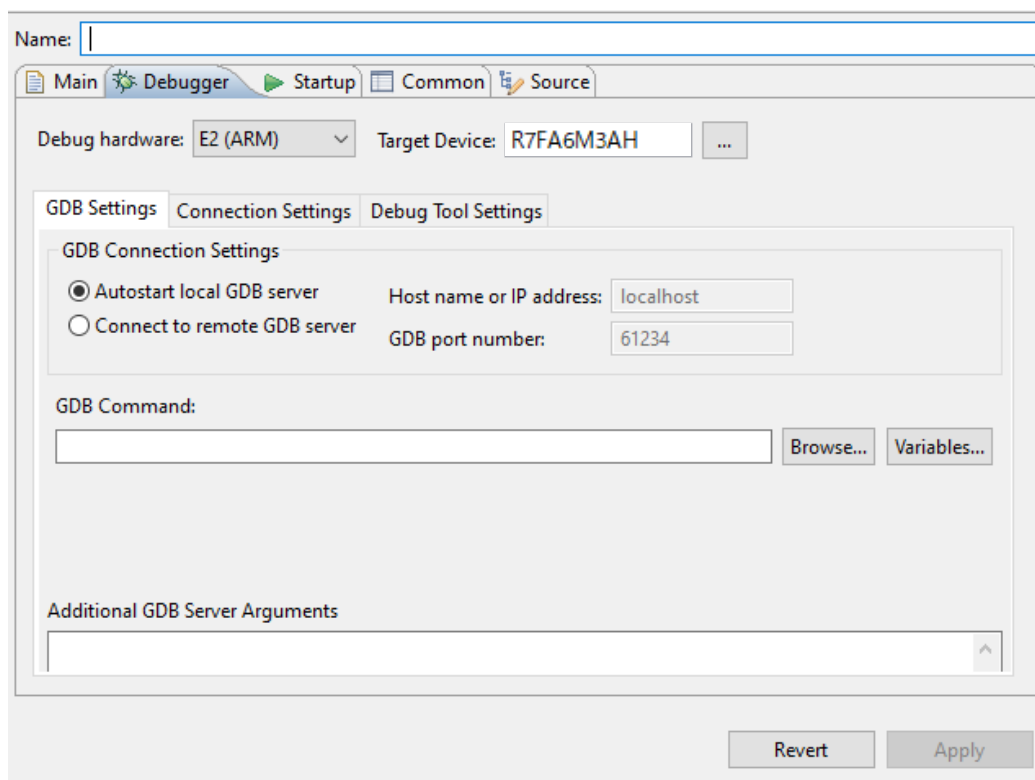 Name:
Main Debugger Startup Common Source
Debug hardware: E2 (ARM) Target Device: R7FA6M3AH ...
GDB Settings Connection Settings Debug Tool Settings
GDB Connection Settings
Autostart local GDB server Host name or IP address: localhost
Connect to remote GDB server GDB port number: 61234
GDB Command:
Browse... Variables...
Additional GDB Server Arguments
Revert Apply